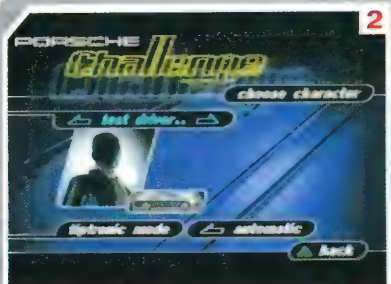 2
PORSCHE
Challenge
choose character
test driver..
tiptronic mode
automatic
back